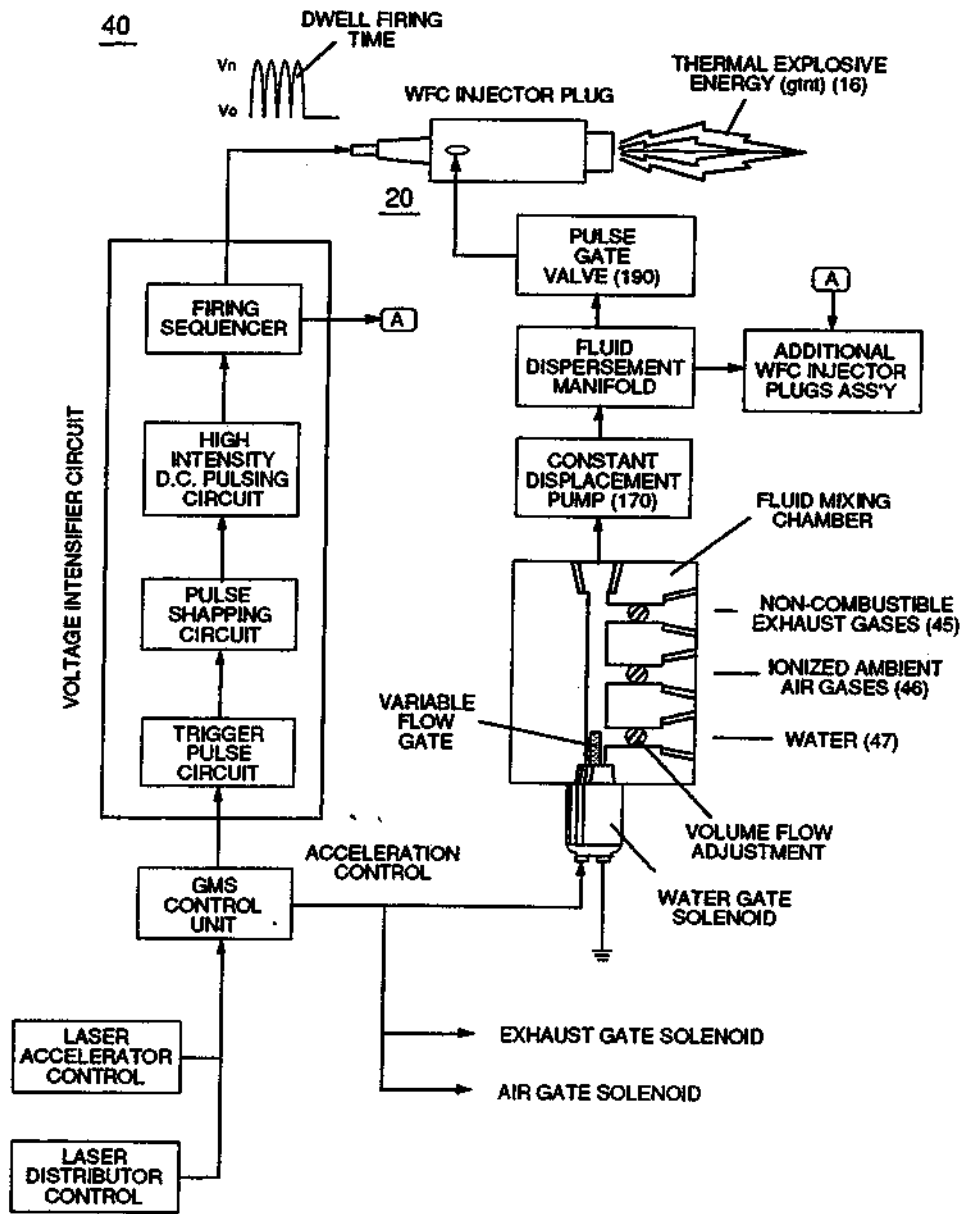 40
DWELL FIRING
TIME
Vn
Vo
WFC INJECTOR PLUG
THERMAL EXPLOSIVE
ENERGY (gtnt) (16)
20
PULSE
GATE
VALVE (190)
FIRING
SEQUENCER
A
A
FLUID
DISPERSEMENT
MANIFOLD
ADDITIONAL
WFC INJECTOR
PLUGS ASS'Y
VOLTAGE INTENSIFIER CIRCUIT
HIGH
INTENSITY
D.C. PULSING
CIRCUIT
CONSTANT
DISPLACEMENT
PUMP (170)
FLUID MIXING
CHAMBER
PULSE
SHAPPING
CIRCUIT
NON-COMBUSTIBLE
EXHAUST GASES (45)
IONIZED AMBIENT
AIR GASES (46)
VARIABLE
FLOW
GATE
WATER (47)
TRIGGER
PULSE
CIRCUIT
VOLUME FLOW
ADJUSTMENT
ACCELERATION
CONTROL
GMS
CONTROL
UNIT
WATER GATE
SOLENOID
LASER
ACCELERATOR
CONTROL
EXHAUST GATE SOLENOID
AIR GATE SOLENOID
LASER
DISTRIBUTOR
CONTROL